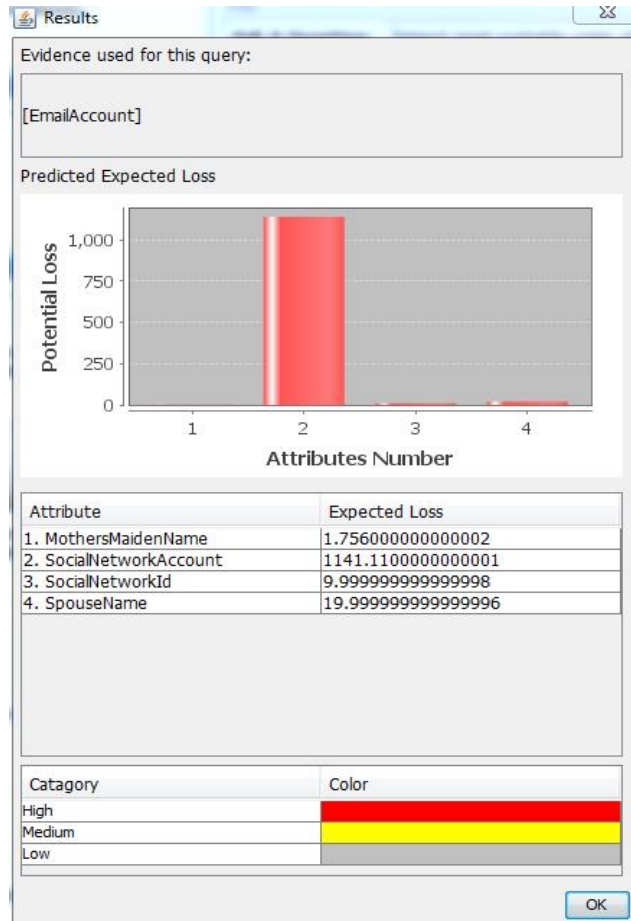 Results
Evidence used for this query:
[EmailAccount]
Predicted Expected Loss
Potential Loss
1,000
750
500
250
0
1 2 3 4
Attributes Number
Attribute Expected Loss
1. MothersMaidenName 1.756000000000002
2. SocialNetworkAccount 1141.1100000000001
3. SocialNetworkId 9.999999999999998
4. SpouseName 19.999999999999996
Catagory Color
High
Medium
Low
OK